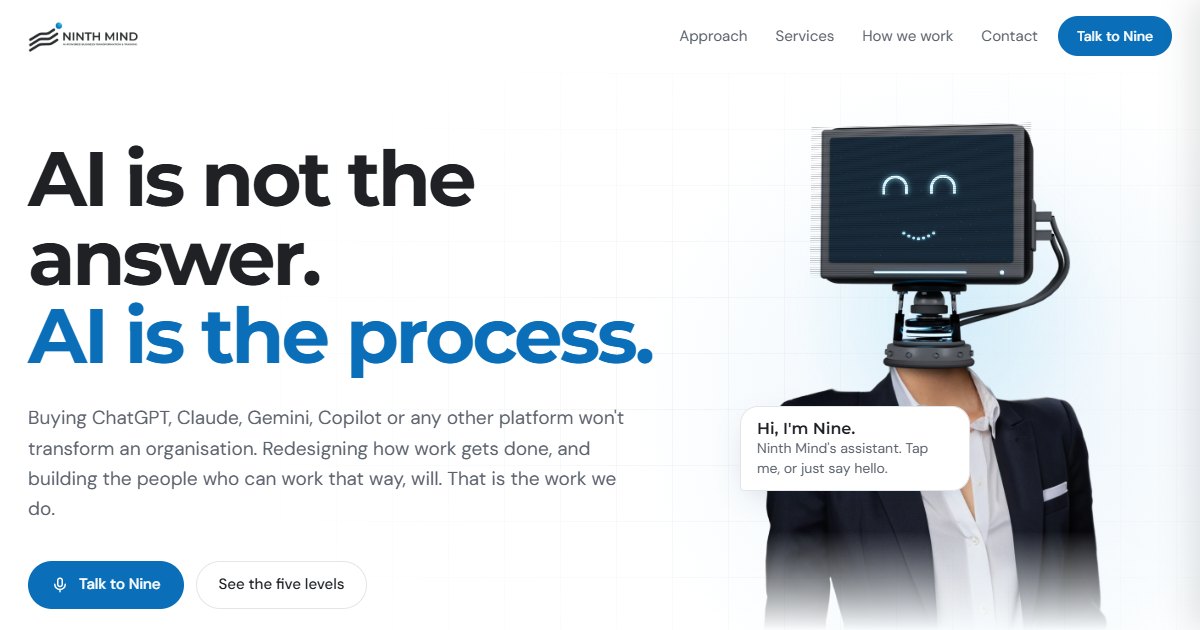 NINTH MIND
Approach
Services
How we work
Contact
Talk to Nine
AI is not the
answer.
AI is the process.
Buying ChatGPT, Claude, Gemini, Copilot or any other platform won't
transform an organisation. Redesigning how work gets done, and
building the people who can work that way, will. That is the work we
do.
Hi, I'm Nine.
Ninth Mind's assistant. Tap
me, or just say hello.
Talk to Nine
See the five levels